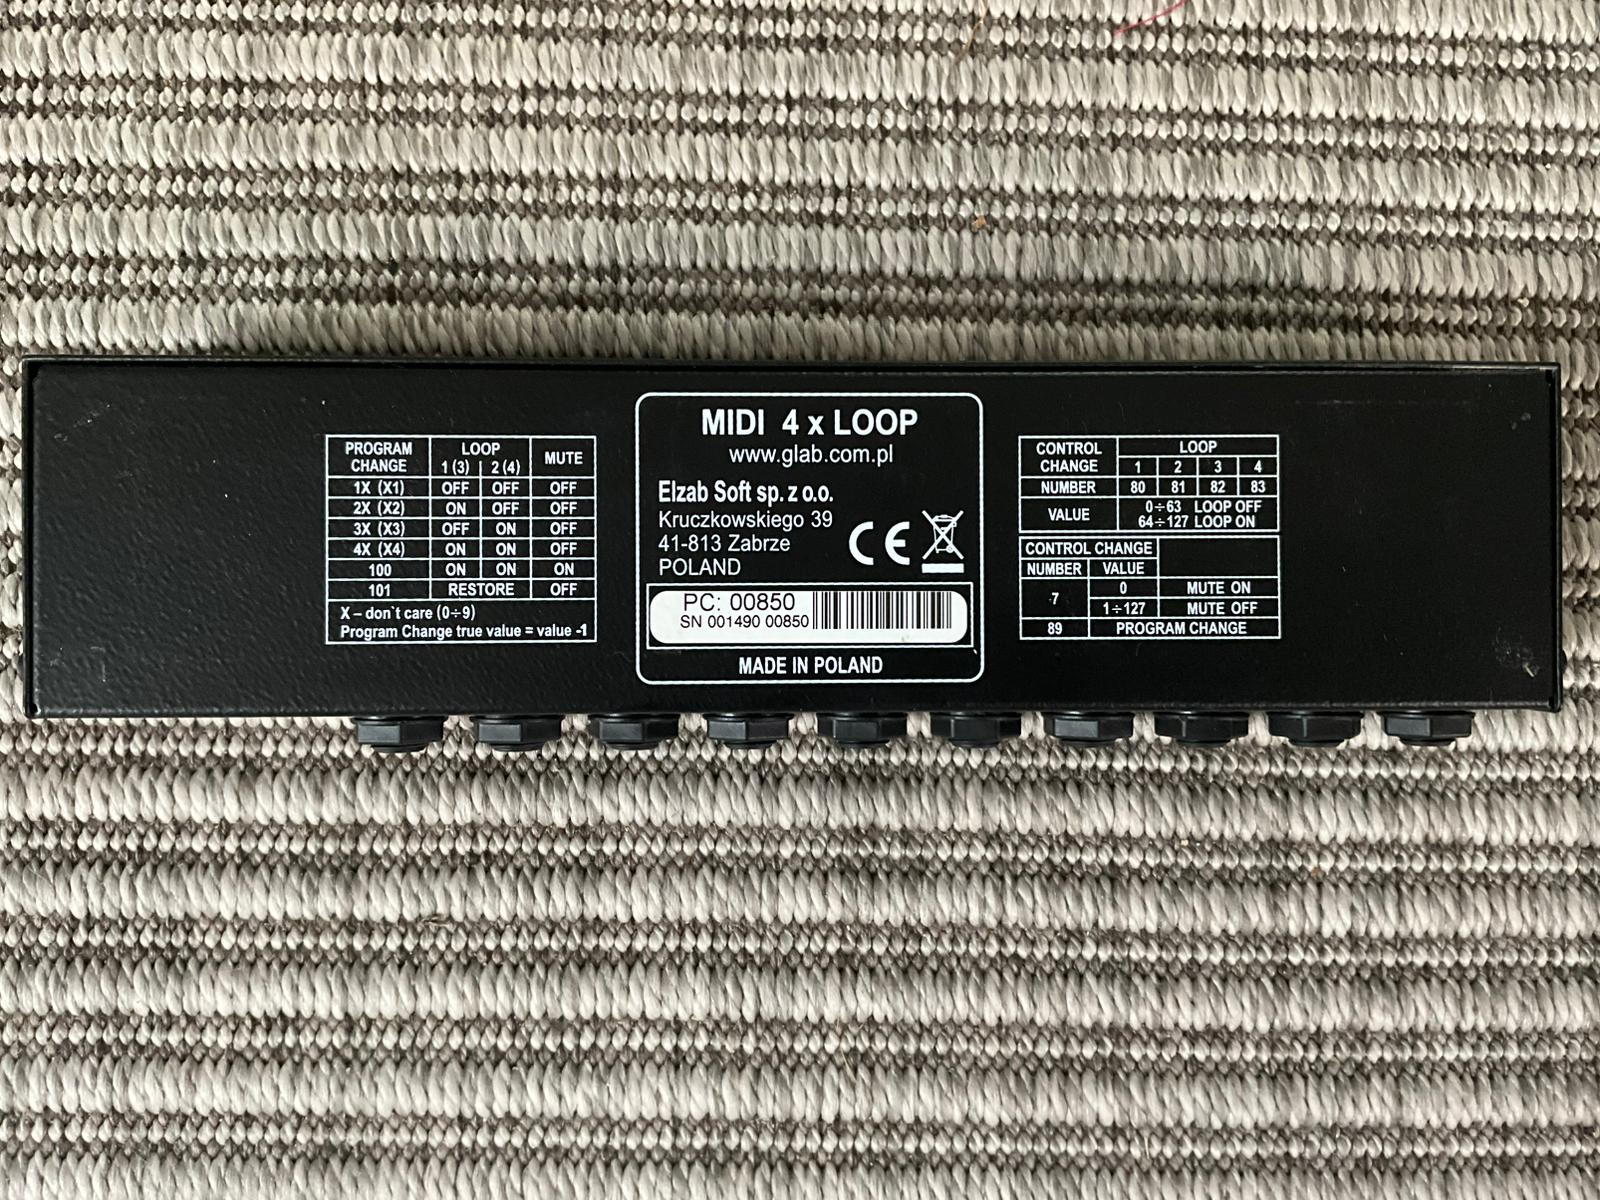 PROGRAM CHANGE LOOP MUTE
1 (3) 2 (4)
1X (X1) OFF OFF OFF
2X (X2) ON OFF OFF
3X (X3) OFF ON OFF
4X (X4) ON ON OFF
100 ON ON ON
101 RESTORE OFF
X – don`t care (0÷9)
Program Change true value = value -1
MIDI 4 x LOOP
www.glab.com.pl
Elzab Soft sp. z o.o.
Kruczkowskiego 39
41-813 Zabrze
POLAND
CE
PC: 00850
SN 001490 00850
MADE IN POLAND
CONTROL CHANGE LOOP
1 2 3 4
NUMBER 80 81 82 83
VALUE 0÷63 LOOP OFF
64÷127 LOOP ON
CONTROL CHANGE
NUMBER VALUE
7 0 MUTE ON
1÷127 MUTE OFF
89 PROGRAM CHANGE